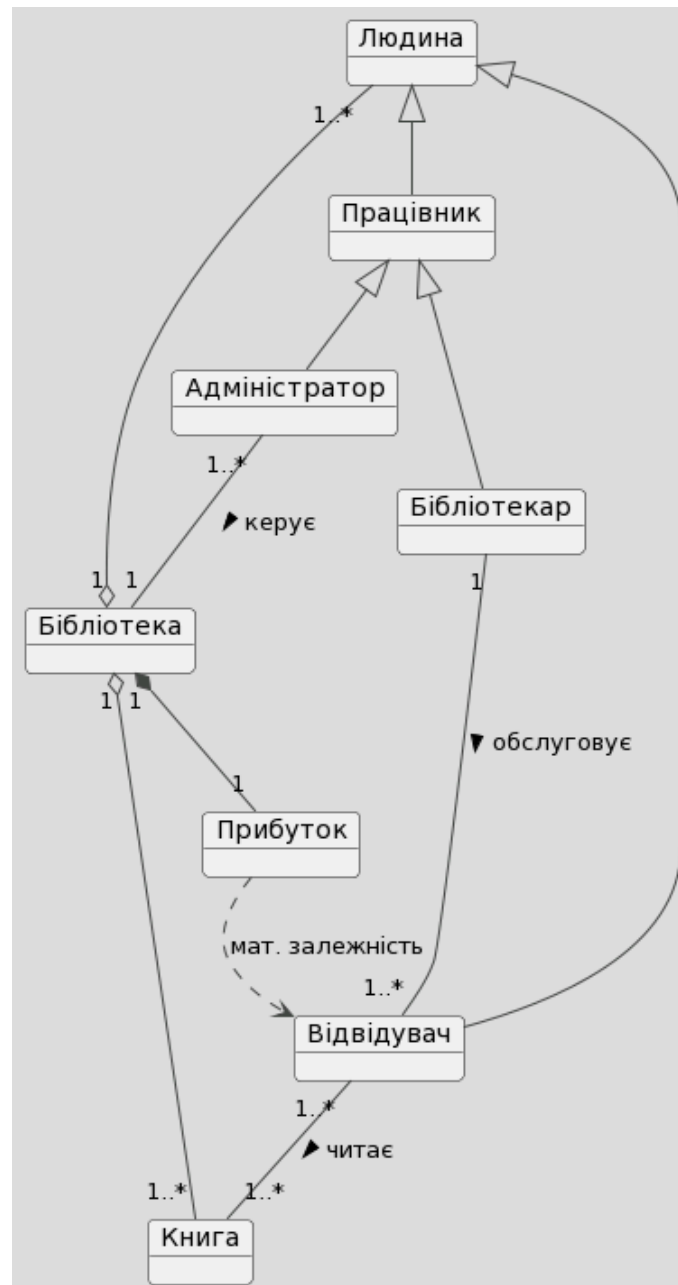 Людина
1..*
Працівник
Адміністратор
1..*
Бібліотекар
керує
1
1
1
Бібліотека
1
1
обслуговує
1
Прибуток
мат. залежність
1..*
Відвідувач
1..*
читає
1..*
1..*
Книга